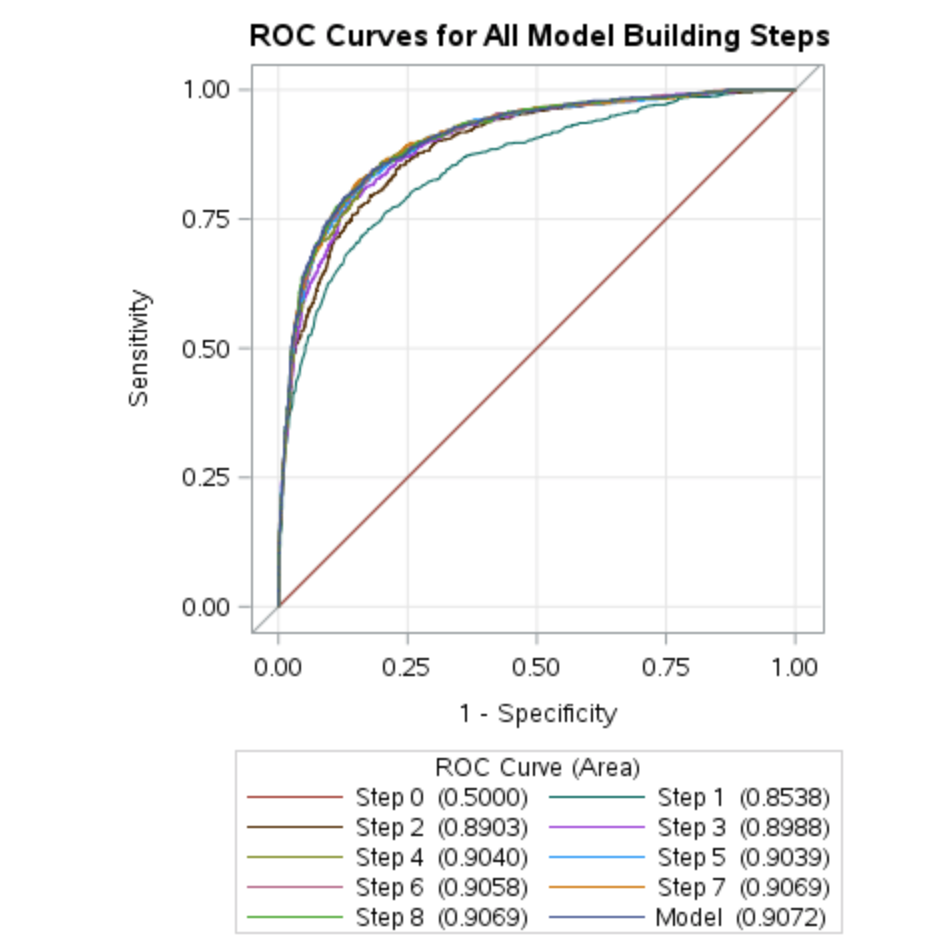 ROC Curves for All Model Building Steps
1.00
0.75
0.50
0.25
0.00
Sensitivity
0.00 0.25 0.50 0.75 1.00
1 - Specificity
ROC Curve (Area)
Step 0 (0.5000) Step 1 (0.8538)
Step 2 (0.8903) Step 3 (0.8988)
Step 4 (0.9040) Step 5 (0.9039)
Step 6 (0.9058) Step 7 (0.9069)
Step 8 (0.9069) Model (0.9072)